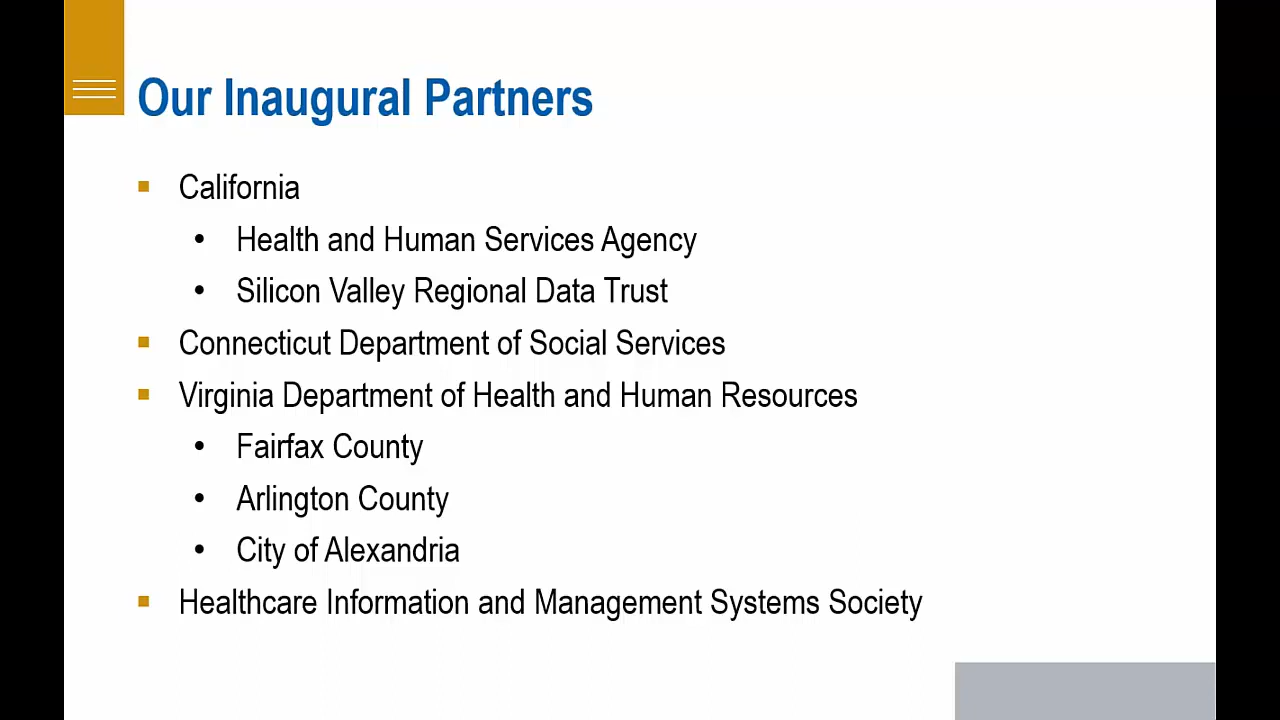 Our Inaugural Partners
California
Health and Human Services Agency
Silicon Valley Regional Data Trust
Connecticut Department of Social Services
Virginia Department of Health and Human Resources
Fairfax County
Arlington County
City of Alexandria
Healthcare Information and Management Systems Society